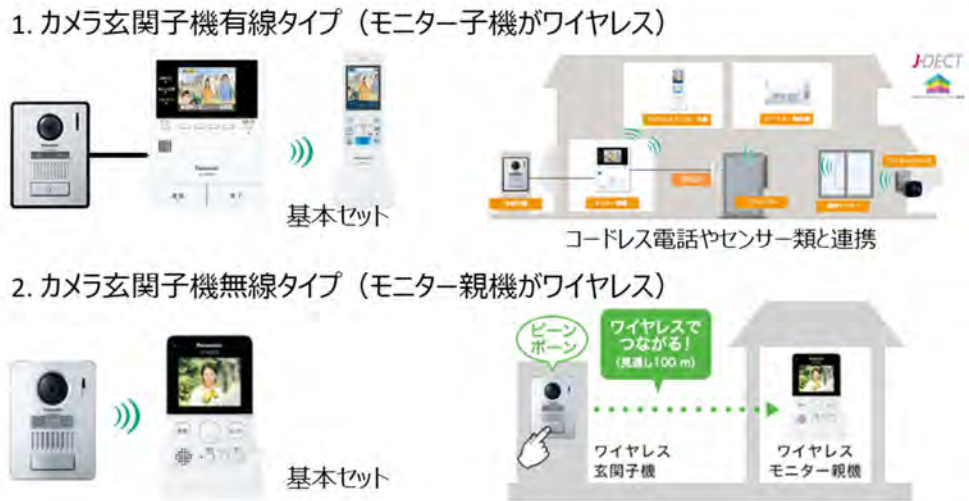 1. カメラ玄関子機有線タイプ（モニター子機がワイヤレス）
J-DECT
Panasonic
基本セット
コードレス電話やセンサー類と連携
2. カメラ玄関子機無線タイプ（モニター親機がワイヤレス）
ピーン
ポーン
ワイヤレスで
つながる!
(見通し100 m)
Panasonic
基本セット
ワイヤレス
玄関子機
ワイヤレス
モニター親機